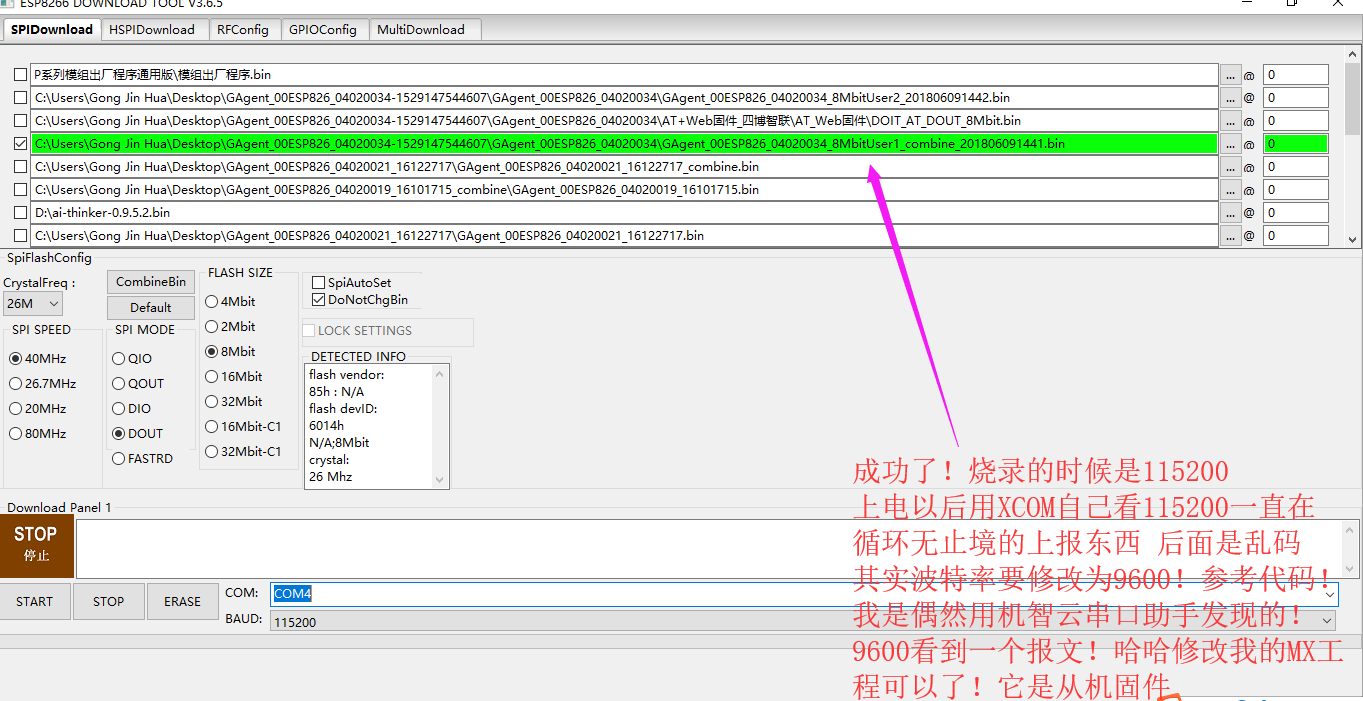 ESP8266 DOWNLOAD TOOL V3.6.5
SPIDownload HSPIDownload RFConfig GPIOConfig MultiDownload
P系列模组出厂程序通用版\模组出厂程序.bin ... @ 0
C:\Users\Gong Jin Hua\Desktop\GAgent_00ESP826_04020034-1529147544607\GAgent_00ESP826_04020034\GAgent_00ESP826_04020034_8MbitUser2_201806091442.bin ... @ 0
C:\Users\Gong Jin Hua\Desktop\GAgent_00ESP826_04020034-1529147544607\GAgent_00ESP826_04020034\AT+Web固件_四博智联\AT_Web固件\DOIT_AT_DOUT_8Mbit.bin ... @ 0
C:\Users\Gong Jin Hua\Desktop\GAgent_00ESP826_04020034-1529147544607\GAgent_00ESP826_04020034\GAgent_00ESP826_04020034_8MbitUser1_combine_201806091441.bin ... @ 0
C:\Users\Gong Jin Hua\Desktop\GAgent_00ESP826_04020021_16122717\GAgent_00ESP826_04020021_16122717_combine.bin ... @ 0
C:\Users\Gong Jin Hua\Desktop\GAgent_00ESP826_04020019_16101715_combine\GAgent_00ESP826_04020019_16101715.bin ... @ 0
D:\ai-thinker-0.9.5.2.bin ... @ 0
C:\Users\Gong Jin Hua\Desktop\GAgent_00ESP826_04020021_16122717\GAgent_00ESP826_04020021_16122717.bin ... @ 0
SpiFlashConfig
CrystalFreq :
26M
SPI SPEED
40MHz
26.7MHz
20MHz
80MHz
CombineBin
Default
SPI MODE
QIO
QOUT
DIO
DOUT
FASTRD
FLASH SIZE
4Mbit
2Mbit
8Mbit
16Mbit
32Mbit
16Mbit-C1
32Mbit-C1
SpiAutoSet
DoNotChgBin
LOCK SETTINGS
DETECTED INFO
flash vendor:
85h : N/A
flash devID:
6014h
N/A;8Mbit
crystal:
26 Mhz
成功了！烧录的时候是115200
上电以后用XCOM自己看115200一直在
循环无止境的上报东西 后面是乱码
其实波特率要修改为9600！参考代码！
我是偶然用机智云串口助手发现的！
9600看到一个报文！哈哈修改我的MX工
程可以了！它是从机固件
Download Panel 1
STOP
停止
START STOP ERASE
COM: COM4
BAUD: 115200